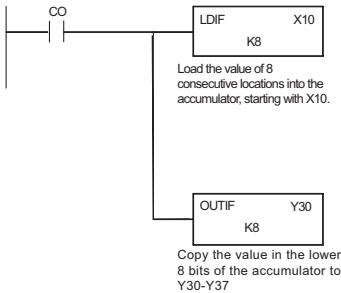 CO
LDIF X10
K8
Load the value of 8
consecutive locations into the
accumulator, starting with X10.
OUTIF Y30
K8
Copy the value in the lower
8 bits of the accumulator to
Y30-Y37